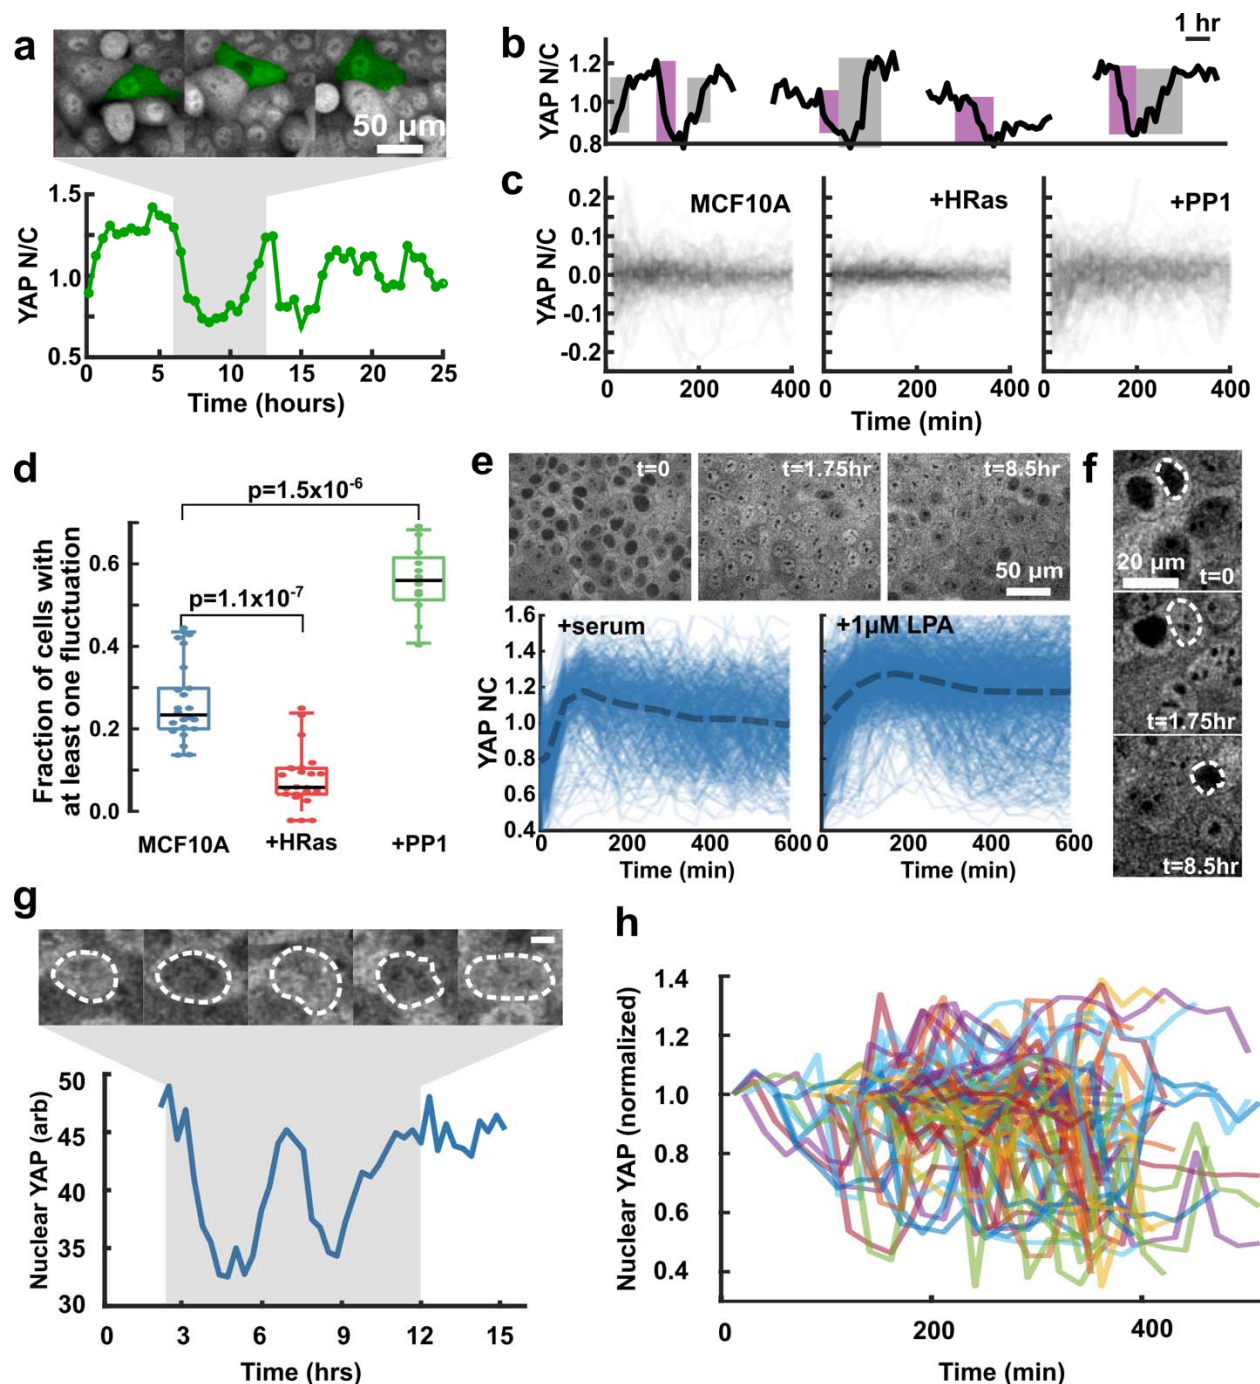 a
50 µm
YAP N/C
1.5
1.0
0.5
0
5
10
15
20
25
Time (hours)
b
1 hr
YAP N/C
1.2
1.0
0.8
c
YAP N/C
0.2
0.1
0.0
-0.1
-0.2
MCF10A
+HRas
+PP1
0
200
400
0
200
400
0
200
400
Time (min)
d
p=1.5x10-6
p=1.1x10-7
Fraction of cells with
at least one fluctuation
0.6
0.4
0.2
0.0
MCF10A
+HRas
+PP1
e
t=0
t=1.75hr
t=8.5hr
50 µm
YAP NC
1.6
1.4
1.2
1.0
0.8
0.6
0.4
+serum
+1µM LPA
0
200
400
600
0
200
400
600
Time (min)
Time (min)
f
20 µm
t=0
t=1.75hr
t=8.5hr
g
Nuclear YAP (arb)
50
45
40
35
30
0
3
6
9
12
15
Time (hrs)
h
Nuclear YAP (normalized)
1.4
1.2
1.0
0.8
0.6
0.4
0
200
400
Time (min)